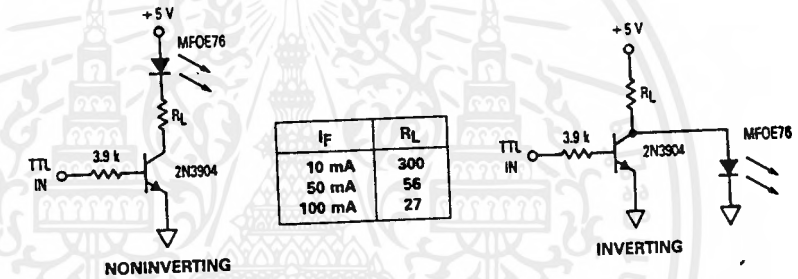 +5 V
MFOE76
RL
3.9 k
TTL
IN
2N3904
NONINVERTING
IF RL
10 mA 300
50 mA 56
100 mA 27
+5 V
RL
MFOE76
3.9 k
TTL
IN
2N3904
INVERTING